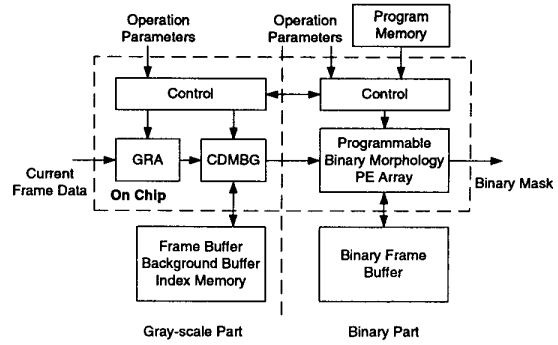 Operation
Parameters
Operation
Parameters
Program
Memory
Control
Control
GRA
CDMBG
Programmable
Binary Morphology
PE Array
Current
Frame Data
On Chip
Binary Mask
Frame Buffer
Background Buffer
Index Memory
Binary Frame
Buffer
Gray-scale Part
Binary Part